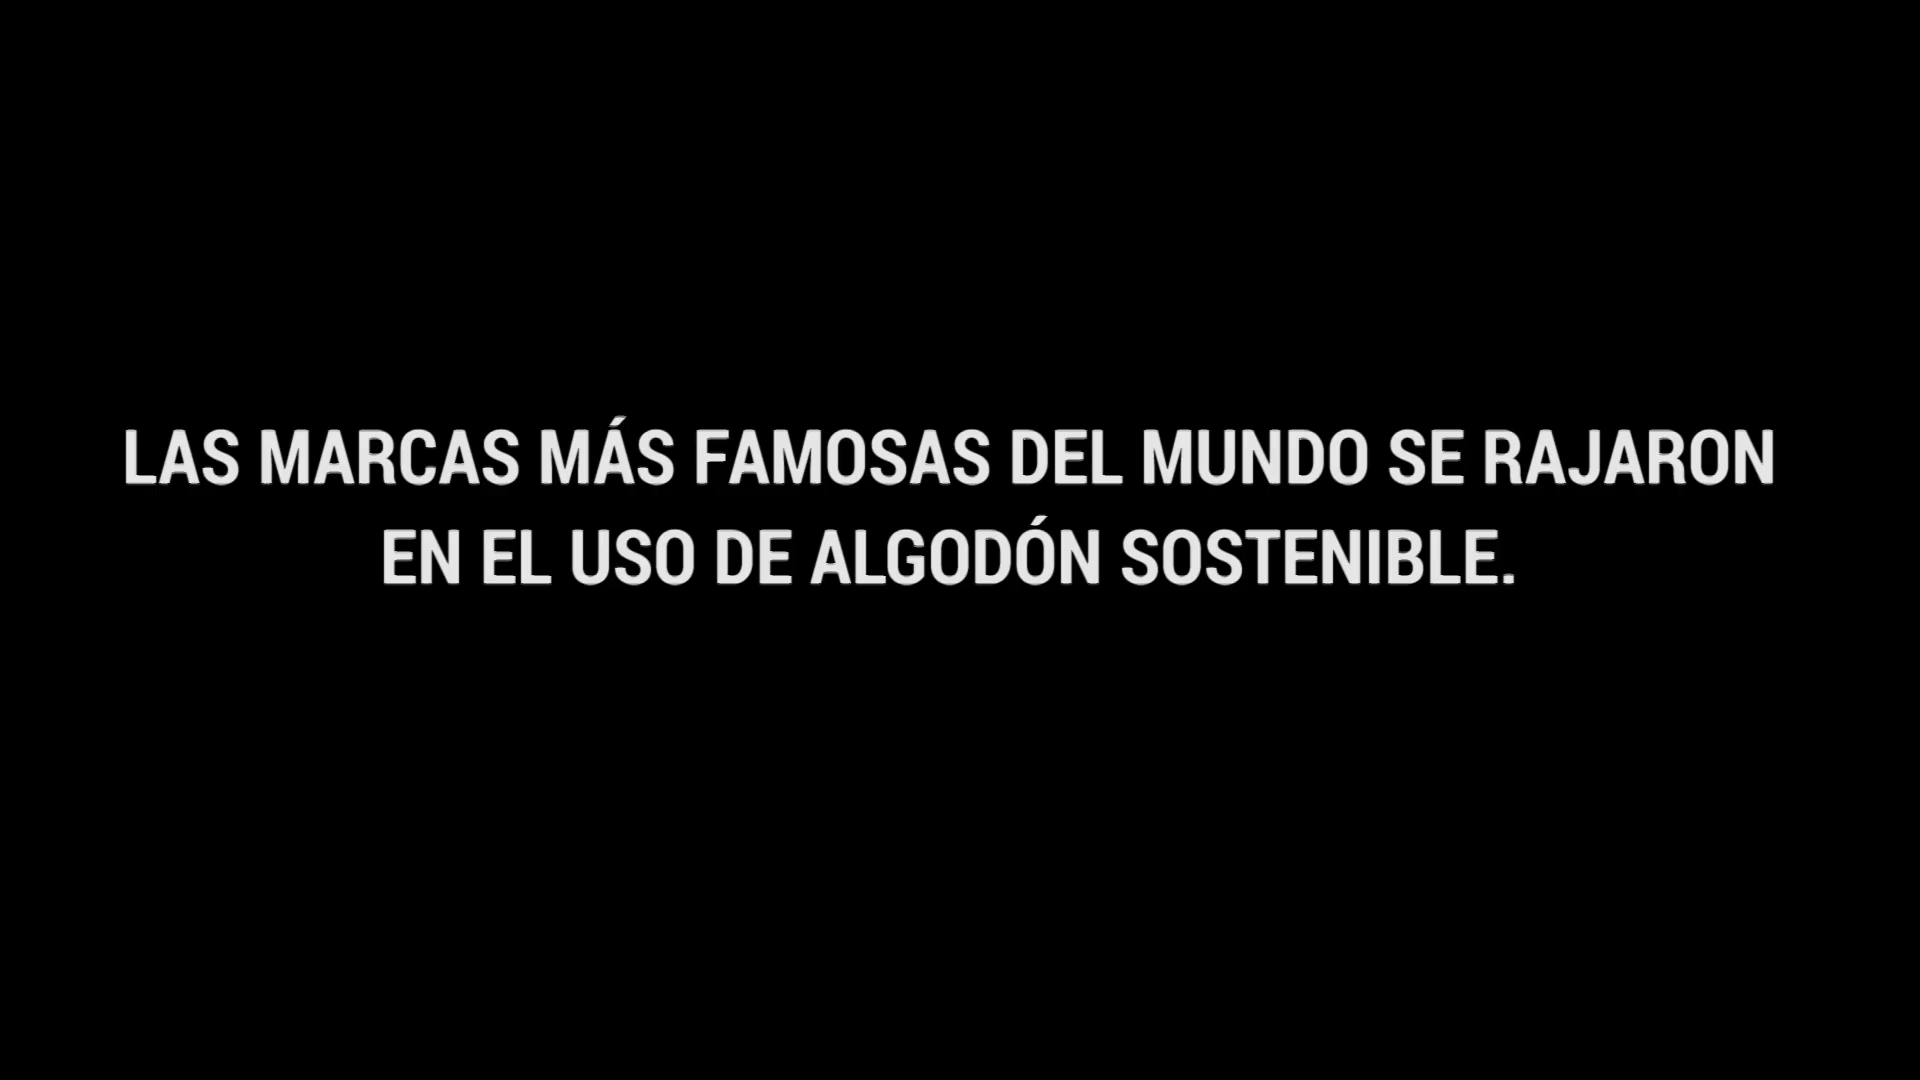 LAS MARCAS MÁS FAMOSAS DEL MUNDO SE RAJARON
EN EL USO DE ALGODÓN SOSTENIBLE.